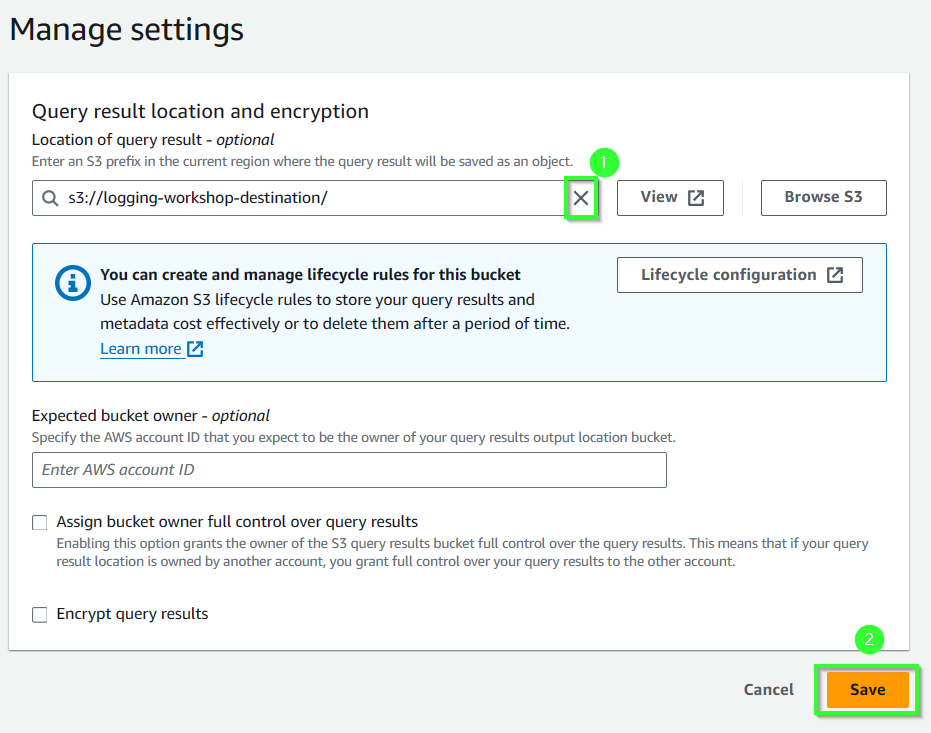 Manage settings
Query result location and encryption
Location of query result - optional
Enter an S3 prefix in the current region where the query result will be saved as an object.
1
s3://logging-workshop-destination/
View
Browse S3
You can create and manage lifecycle rules for this bucket
Lifecycle configuration
Use Amazon S3 lifecycle rules to store your query results and
metadata cost effectively or to delete them after a period of time.
Learn more
Expected bucket owner - optional
Specify the AWS account ID that you expect to be the owner of your query results output location bucket.
Enter AWS account ID
Assign bucket owner full control over query results
Enabling this option grants the owner of the S3 query results bucket full control over the query results. This means that if your query
result location is owned by another account, you grant full control over your query results to the other account.
Encrypt query results
2
Cancel
Save